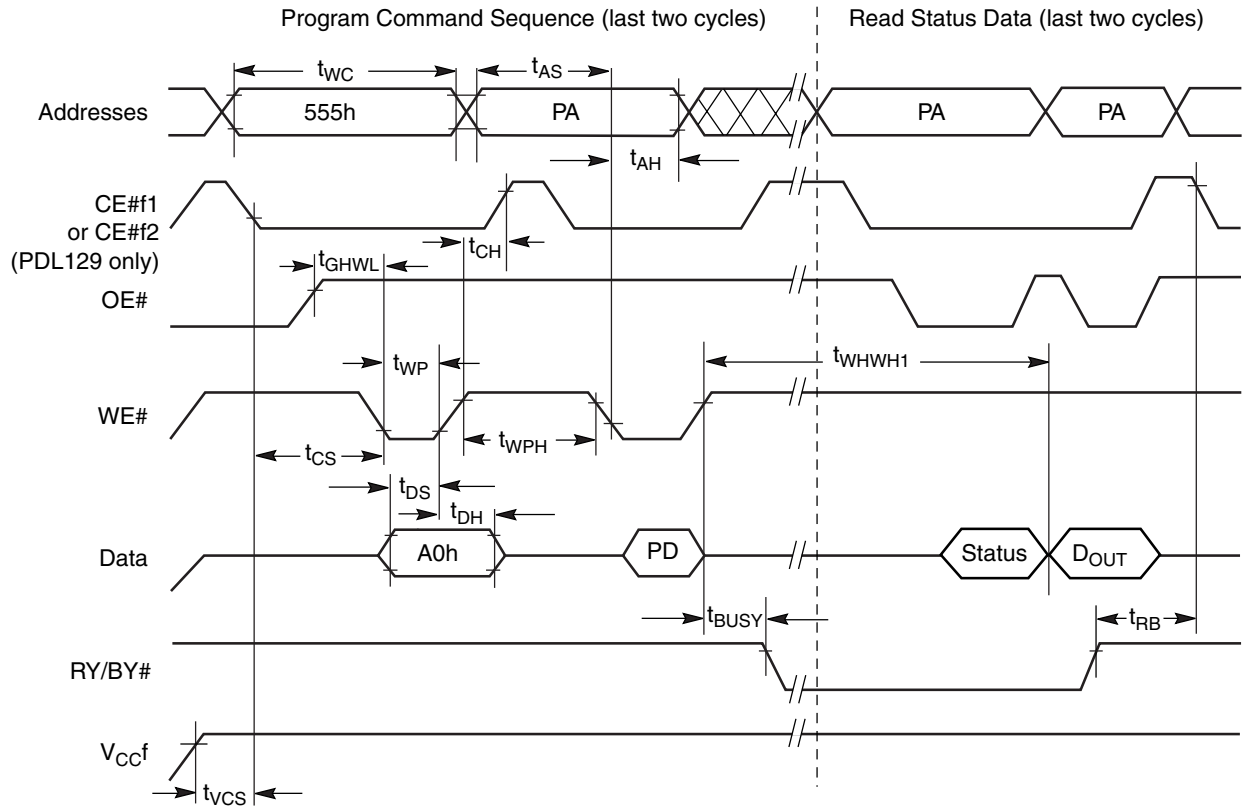 Program Command Sequence (last two cycles)
Read Status Data (last two cycles)
tWC
tAS
Addresses
555h
PA
PA
PA
tAH
CE#f1
or CE#f2
(PDL129 only)
tCH
tGHWL
OE#
tWP
tWHWH1
WE#
tWPH
tCS
tDS
tDH
Data
A0h
PD
Status
DOUT
tBUSY
tRB
RY/BY#
VCCf
tVCS